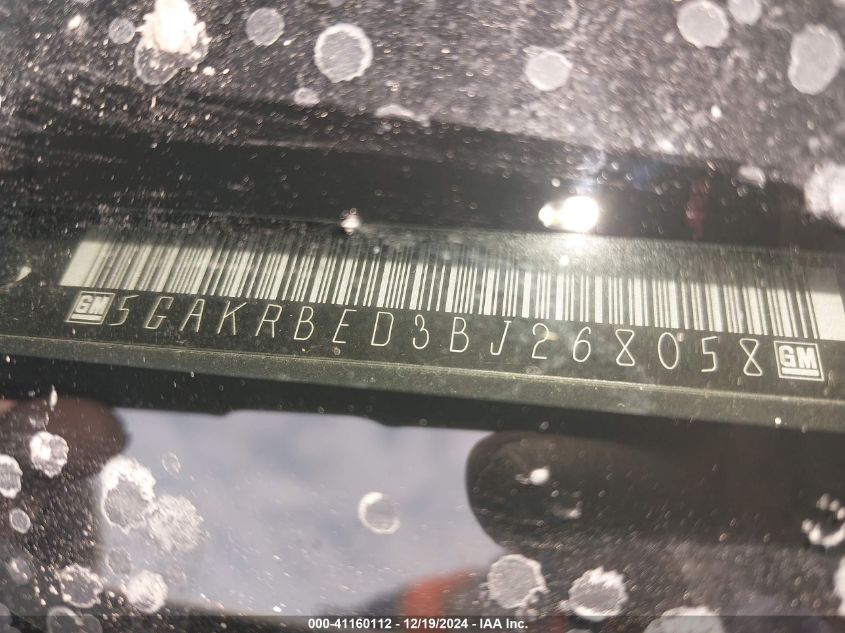 GM 5GAKRBED3BJ268058 GM
000-41160112 - 12/19/2024 - IAA Inc.